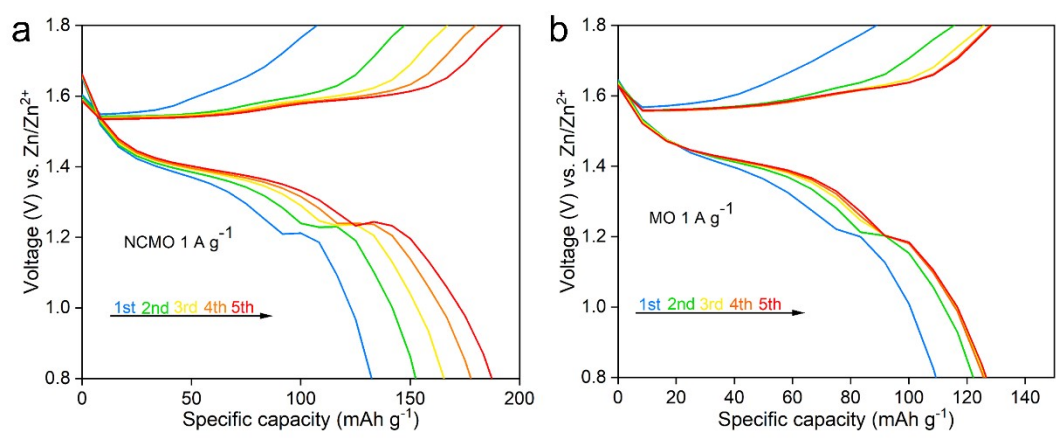 a
1.8
1.6
1.4
1.2
1.0
0.8
Voltage (V) vs. Zn/Zn²⁺
NCMO 1 A g⁻¹
1st 2nd 3rd 4th 5th
0 50 100 150 200
Specific capacity (mAh g⁻¹)
b
1.8
1.6
1.4
1.2
1.0
0.8
Voltage (V) vs. Zn/Zn²⁺
MO 1 A g⁻¹
1st 2nd 3rd 4th 5th
0 20 40 60 80 100 120 140
Specific capacity (mAh g⁻¹)